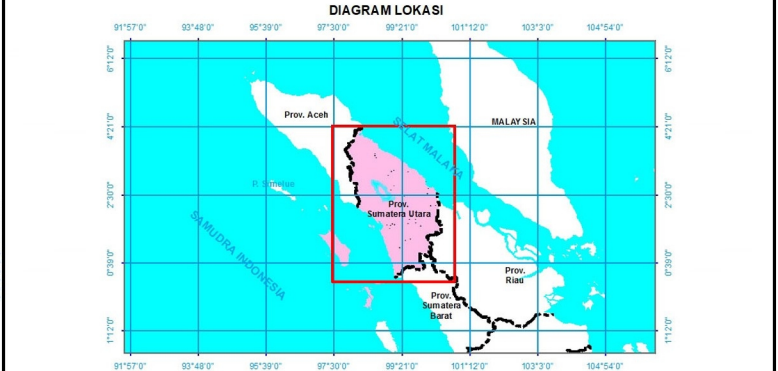 DIAGRAM LOKASI
91°57'0" 93°48'0" 95°39'0" 97°30'0" 99°21'0" 101°12'0" 103°3'0" 104°54'0"
6°12'0" 6°12'0"
Prov. Aceh
SELAT MALAYA
MALAYSIA
4°21'0" 4°21'0"
P. Simelue
2°30'0" 2°30'0"
Prov.
Sumatera Utara
SAMUDRA INDONESIA
0°39'0" 0°39'0"
Prov.
Riau
Prov.
Sumatera
Barat
1°12'0" 1°12'0"
91°57'0" 93°48'0" 95°39'0" 97°30'0" 99°21'0" 101°12'0" 103°3'0" 104°54'0"